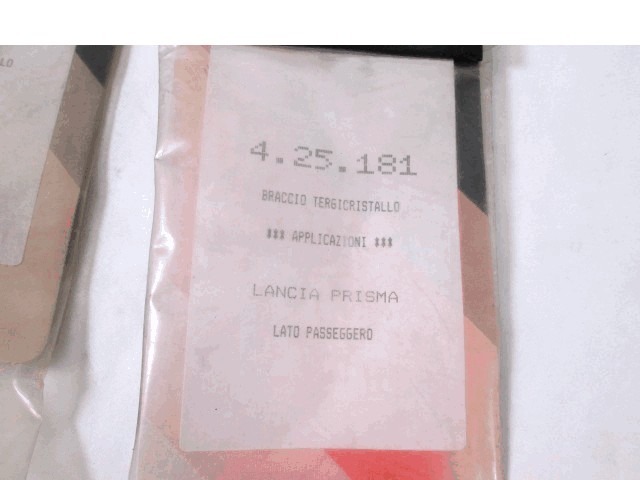 4.25.181
BRACCIO TERGICRISTALLO
*** APPLICAZIONI ***
LANCIA PRISMA
LATO PASSEGGERO